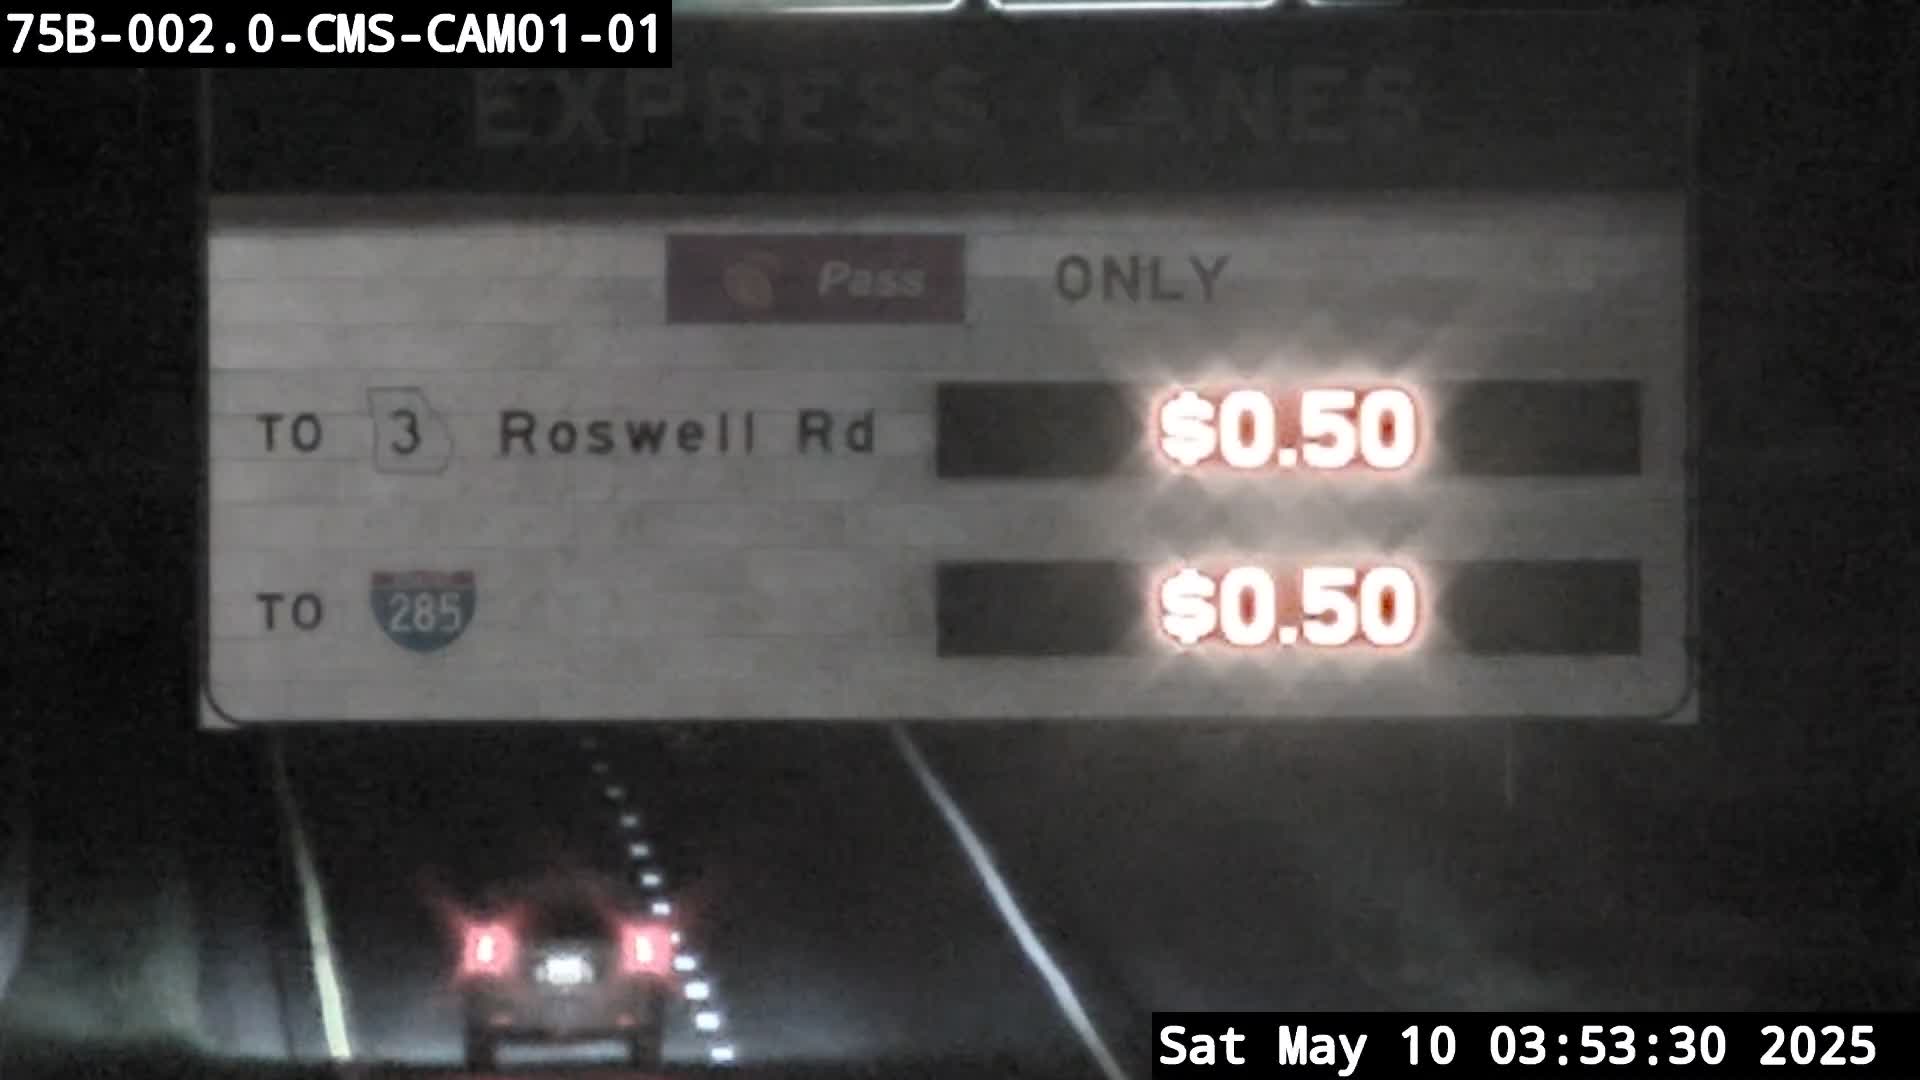 75B-002.0-CMS-CAM01-01
EXPRESS LANES
Pass ONLY
TO 3 Roswell Rd $0.50
TO 285 $0.50
Sat May 10 03:53:30 2025